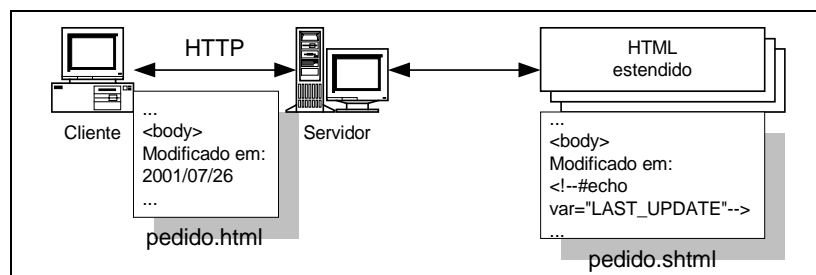 HTTP
Cliente
Servidor
...
<body>
Modificado em:
2001/07/26
...
pedido.html
HTML
estendido
...
<body>
Modificado em:
<!--#echo
var="LAST_UPDATE"-->
...
pedido.shtml